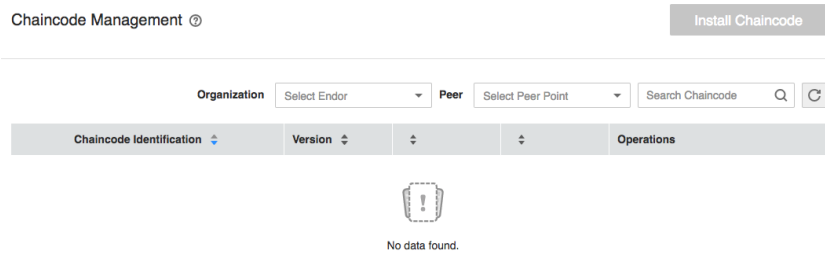 Chaincode Management ?
Install Chaincode
Organization Select Endor Peer Select Peer Point Search Chaincode
Chaincode Identification Version Operations
!
No data found.